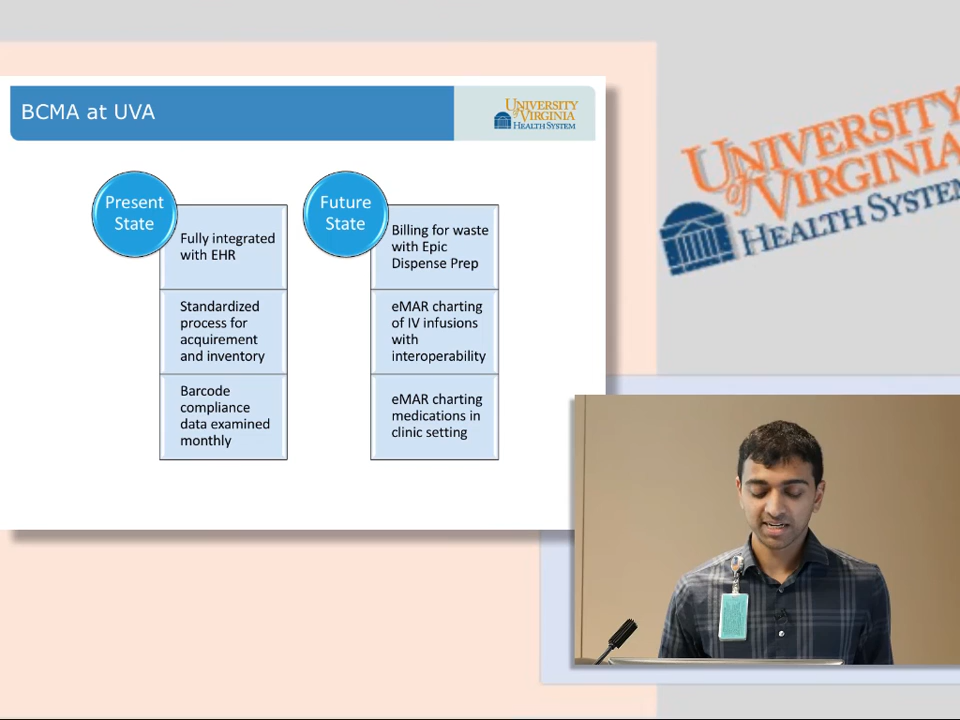 BCMA at UVA
UNIVERSITY
of VIRGINIA
HEALTH SYSTEM
Present
State
Fully integrated
with EHR
Standardized
process for
acquirement
and inventory
Barcode
compliance
data examined
monthly
Future
State
Billing for waste
with Epic
Dispense Prep
eMAR charting
of IV infusions
with
interoperability
eMAR charting
medications in
clinic setting
UNIVERSITY
of VIRGINIA
HEALTH SYSTEM